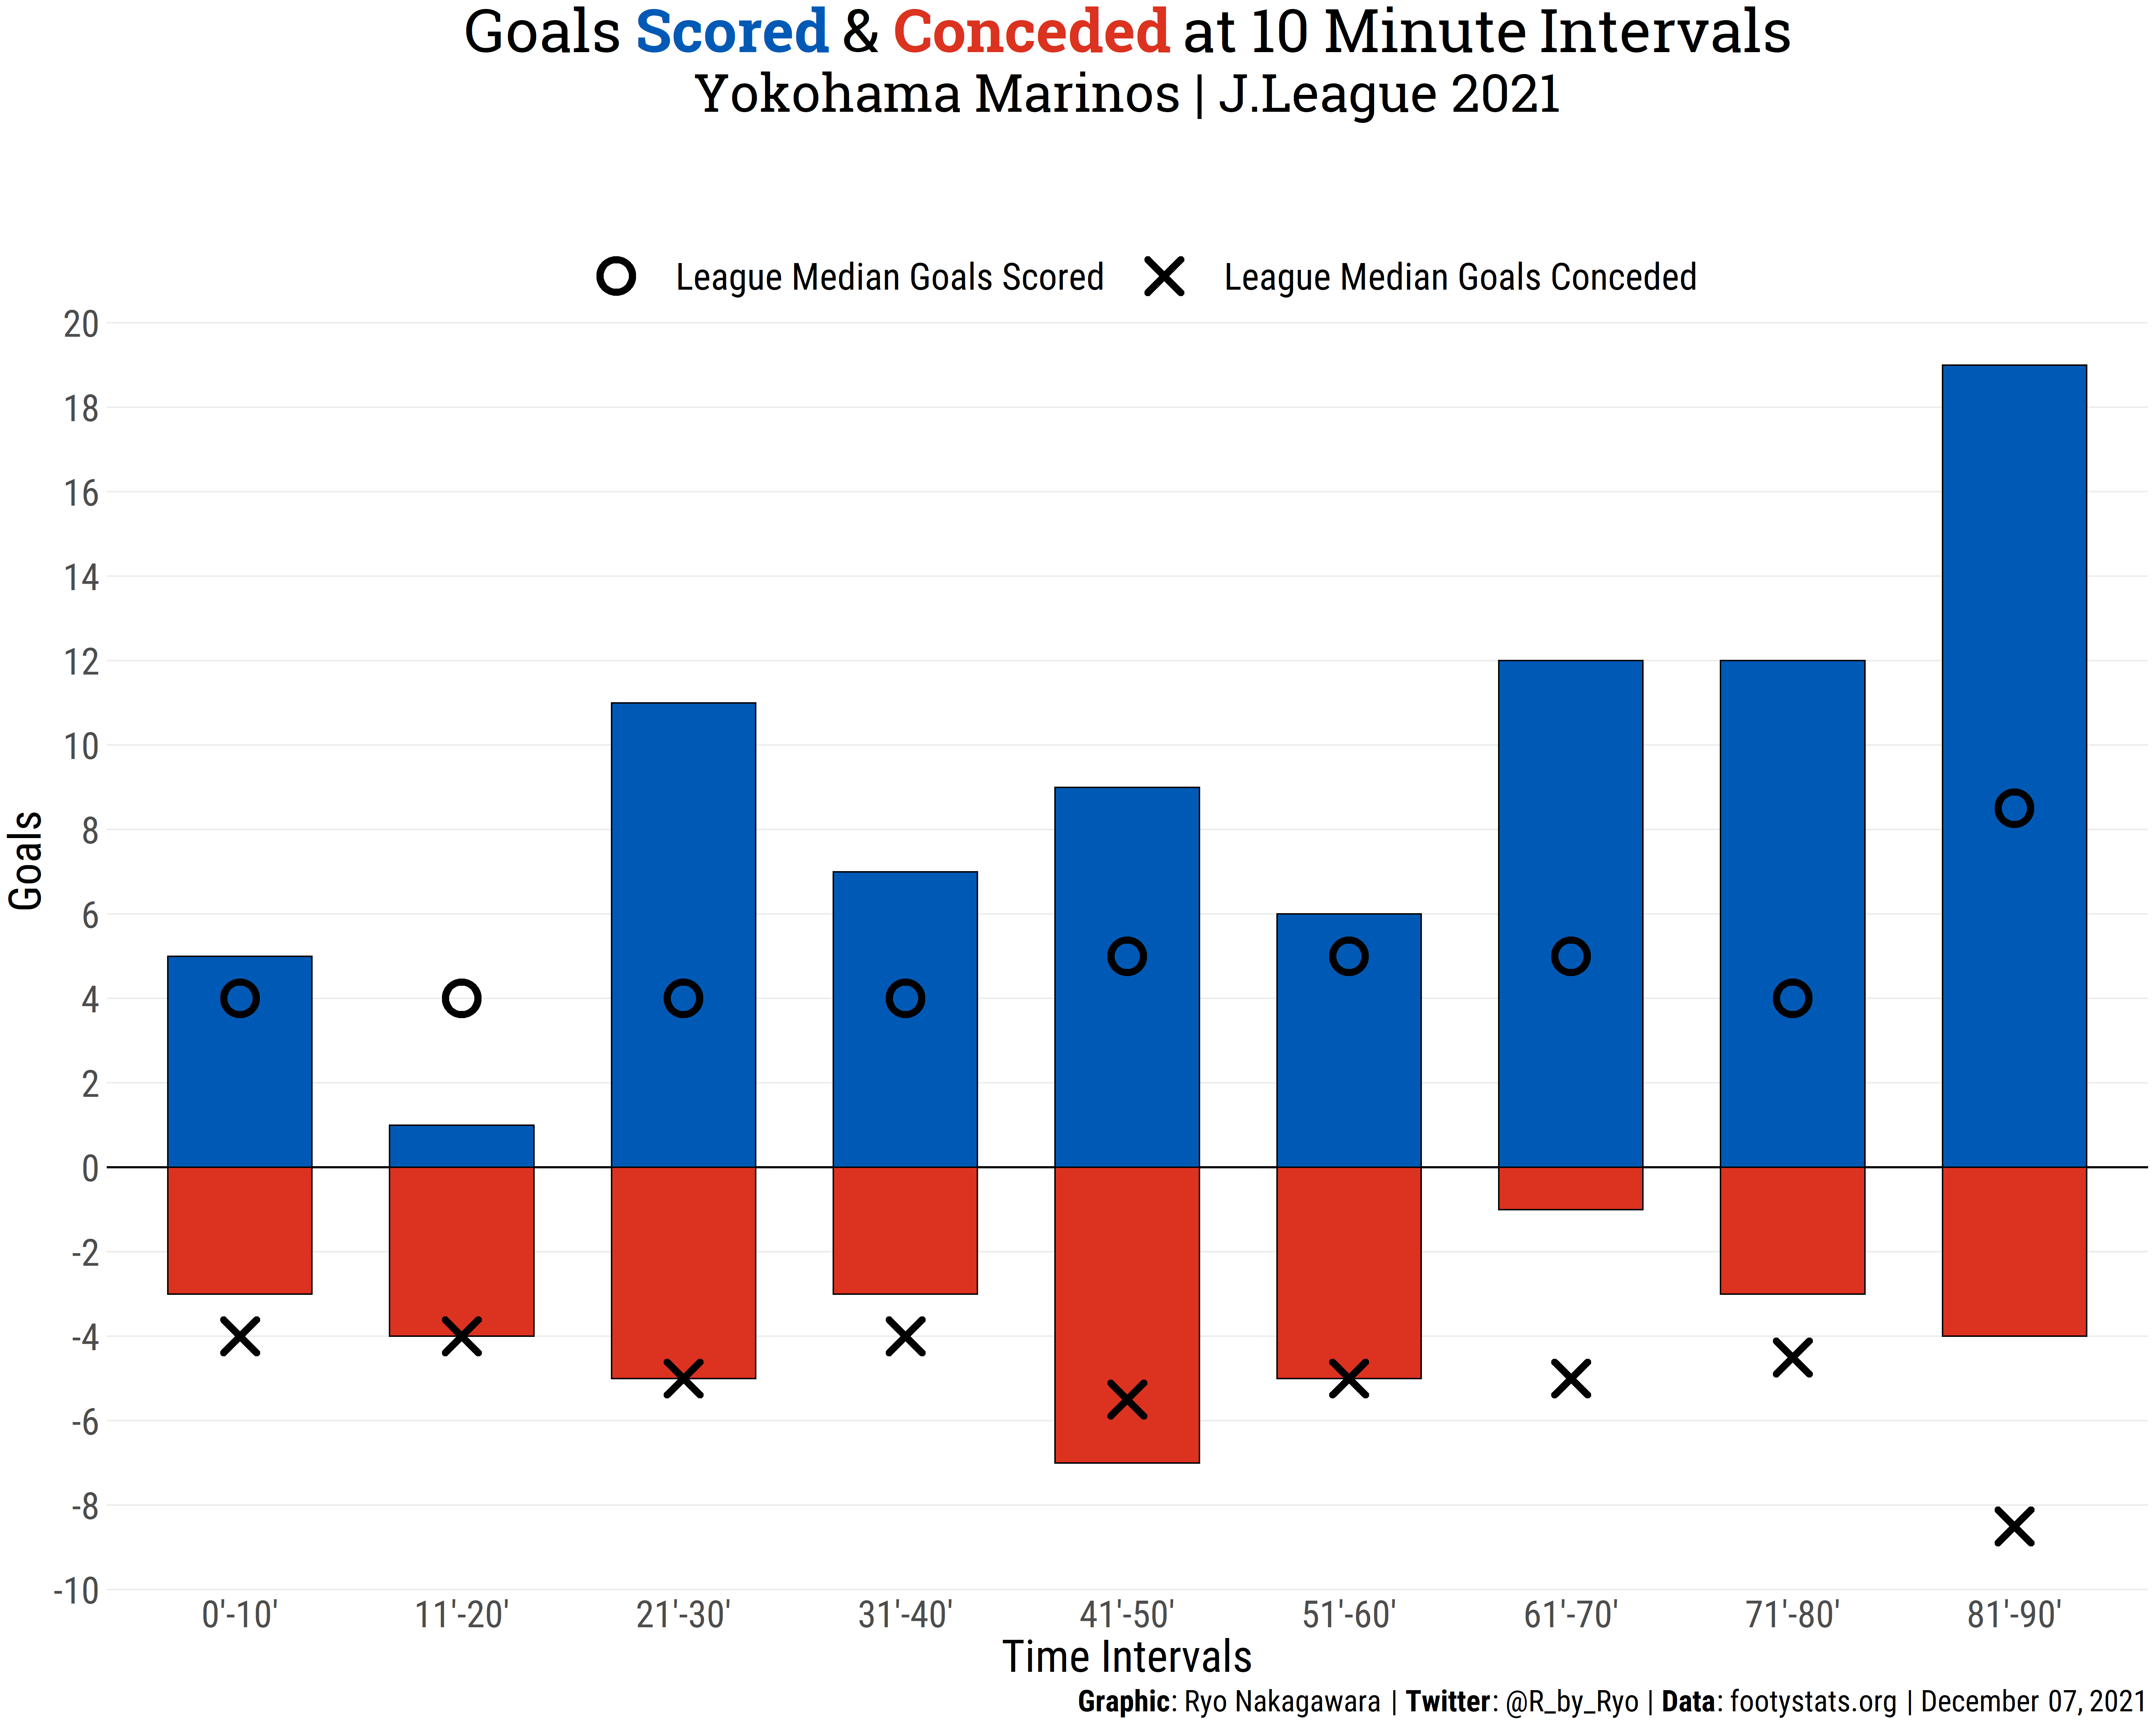 Goals Scored & Conceded at 10 Minute Intervals
Yokohama Marinos | J.League 2021
League Median Goals Scored League Median Goals Conceded
20
18
16
14
12
10
8
6
4
2
0
-2
-4
-6
-8
-10
Goals
0'-10' 11'-20' 21'-30' 31'-40' 41'-50' 51'-60' 61'-70' 71'-80' 81'-90'
Time Intervals
Graphic: Ryo Nakagawara | Twitter: @R_by_Ryo | Data: footystats.org | December 07, 2021